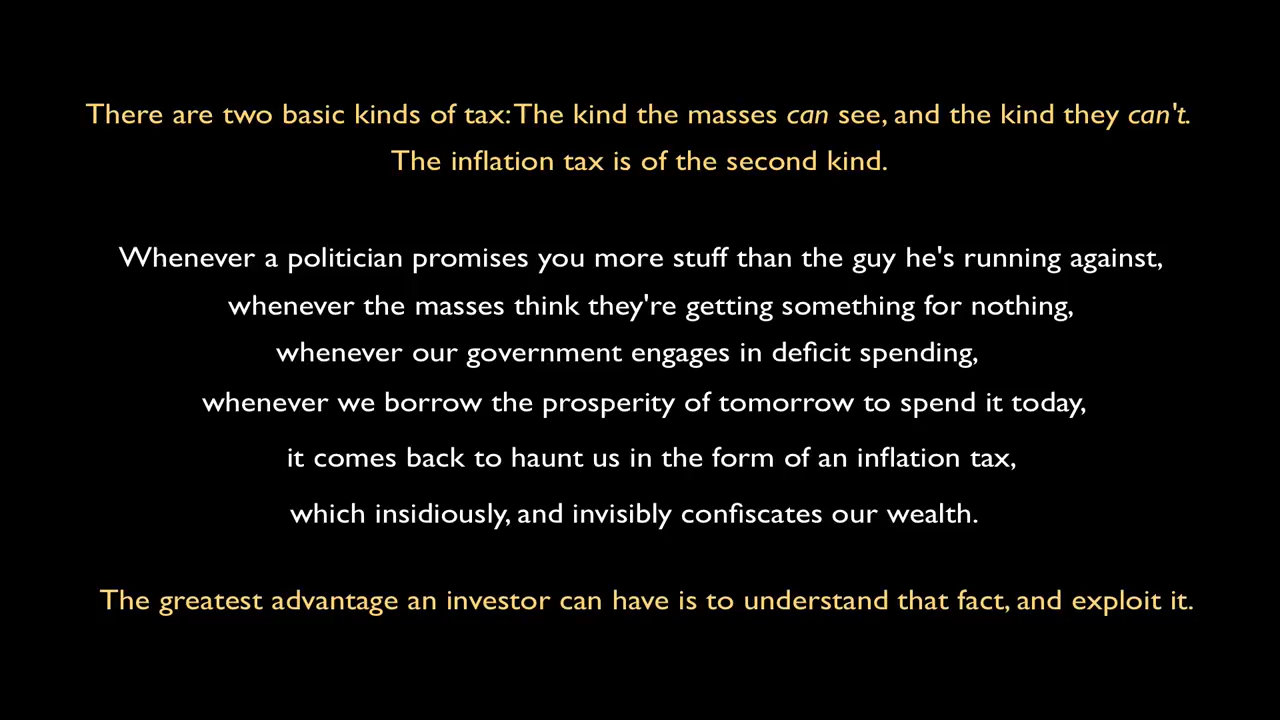 There are two basic kinds of tax: The kind the masses can see, and the kind they can't.
The inflation tax is of the second kind.
Whenever a politician promises you more stuff than the guy he's running against,
whenever the masses think they're getting something for nothing,
whenever our government engages in deficit spending,
whenever we borrow the prosperity of tomorrow to spend it today,
it comes back to haunt us in the form of an inflation tax,
which insidiously, and invisibly confiscates our wealth.
The greatest advantage an investor can have is to understand that fact, and exploit it.